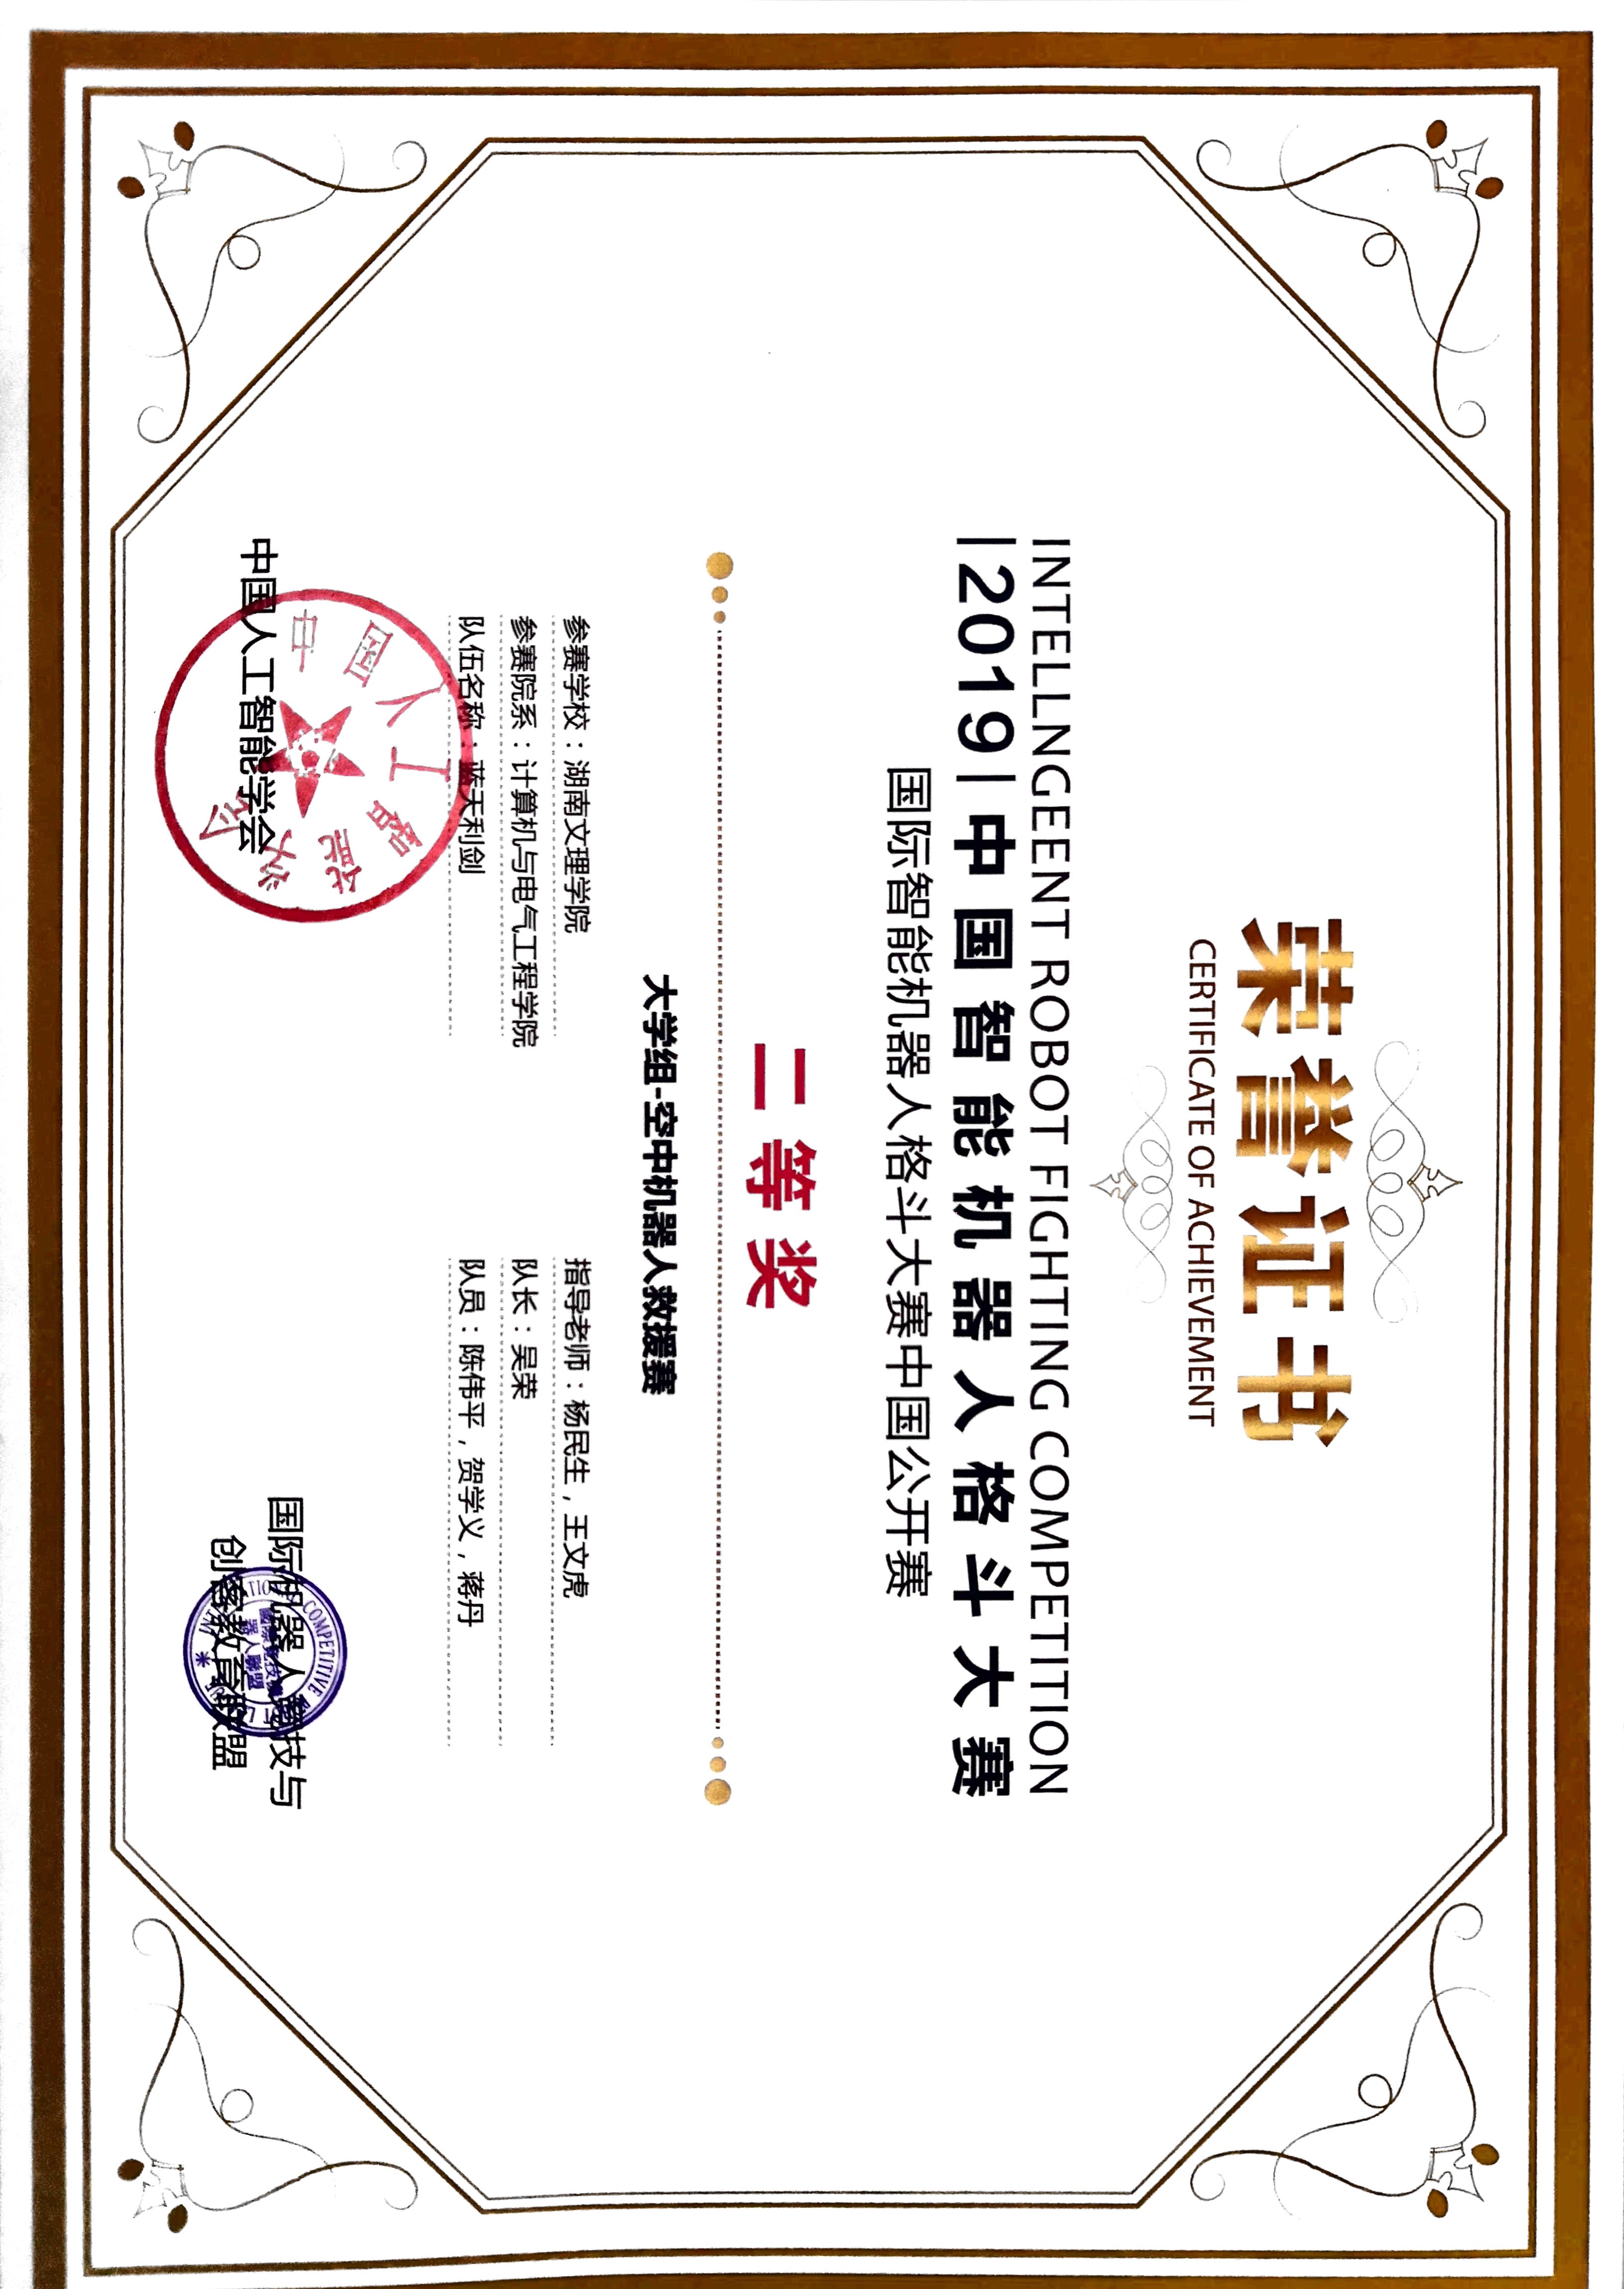 荣誉证书
CERTIFICATE OF ACHIEVEMENT
INTELLNGEENT ROBOT FIGHTING COMPETITION
|2019|中国智能机器人格斗大赛
国际智能机器人格斗大赛中国公开赛
二等奖
大学组-空中机器人救援赛
参赛学校：湖南文理学院
指导老师：杨民生，王文虎
参赛院系：计算机与电气工程学院
队长：吴荣
队伍名称：蓝天利剑
队员：陈伟平，贺学义，蒋丹
中国人工智能学会
中国人工智能学会
国际机器人竞技与
创客教育联盟
COMPETITIVE
國際競技機
器人聯盟